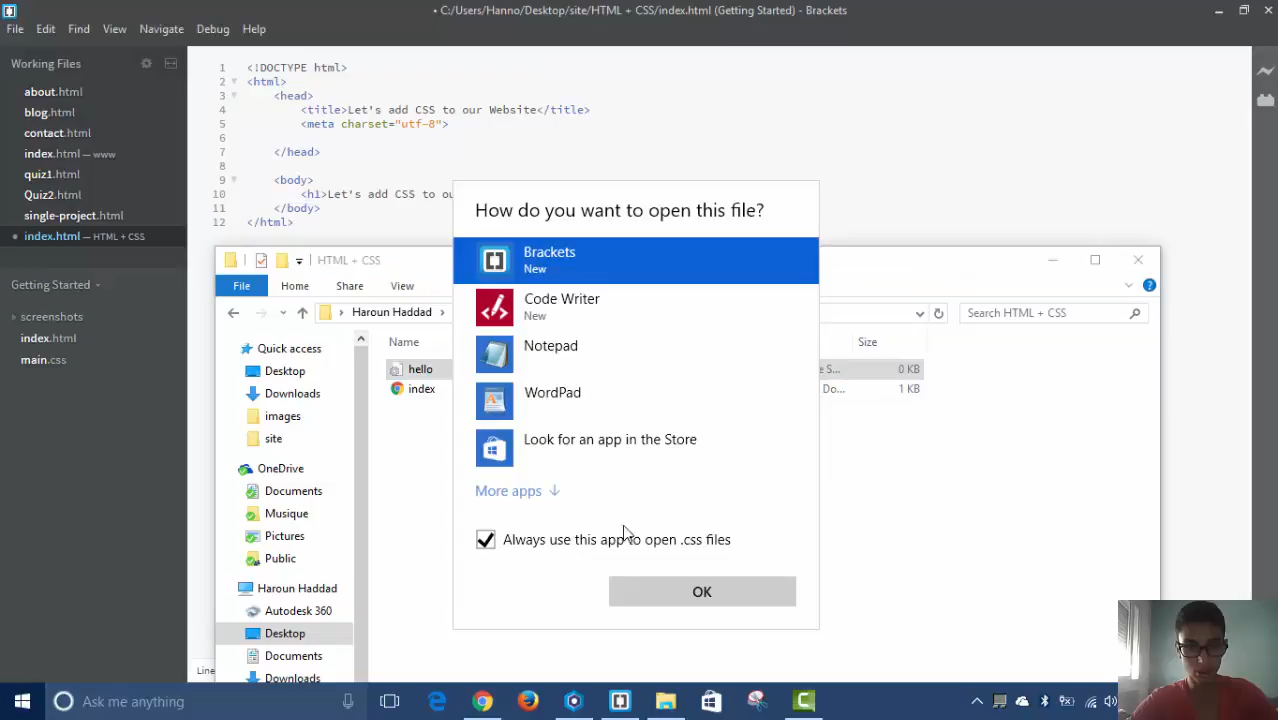 • C:/Users/Hanno/Desktop/site/HTML + CSS/index.html (Getting Started) - Brackets
File Edit Find View Navigate Debug Help
Working Files
about.html
blog.html
contact.html
index.html — www
quiz1.html
Quiz2.html
single-project.html
• index.html — HTML + CSS
Getting Started
screenshots
index.html
main.css
1 <!DOCTYPE html>
2 <html>
3 <head>
4 <title>Let's add CSS to our Website</title>
5 <meta charset="utf-8">
6
7 </head>
8
9 <body>
10 <h1>Let's add CSS to ou
11 </body>
12 </html>
HTML + CSS
File Home Share View
Haroun Haddad
Search HTML + CSS
Name
Size
hello
e S... 0 KB
index
Do... 1 KB
Quick access
Desktop
Downloads
images
site
OneDrive
Documents
Musique
Pictures
Public
Haroun Haddad
Autodesk 360
Desktop
Documents
Downloads
Line
How do you want to open this file?
Brackets
New
Code Writer
New
Notepad
WordPad
Look for an app in the Store
More apps
Always use this app to open .css files
OK
Ask me anything